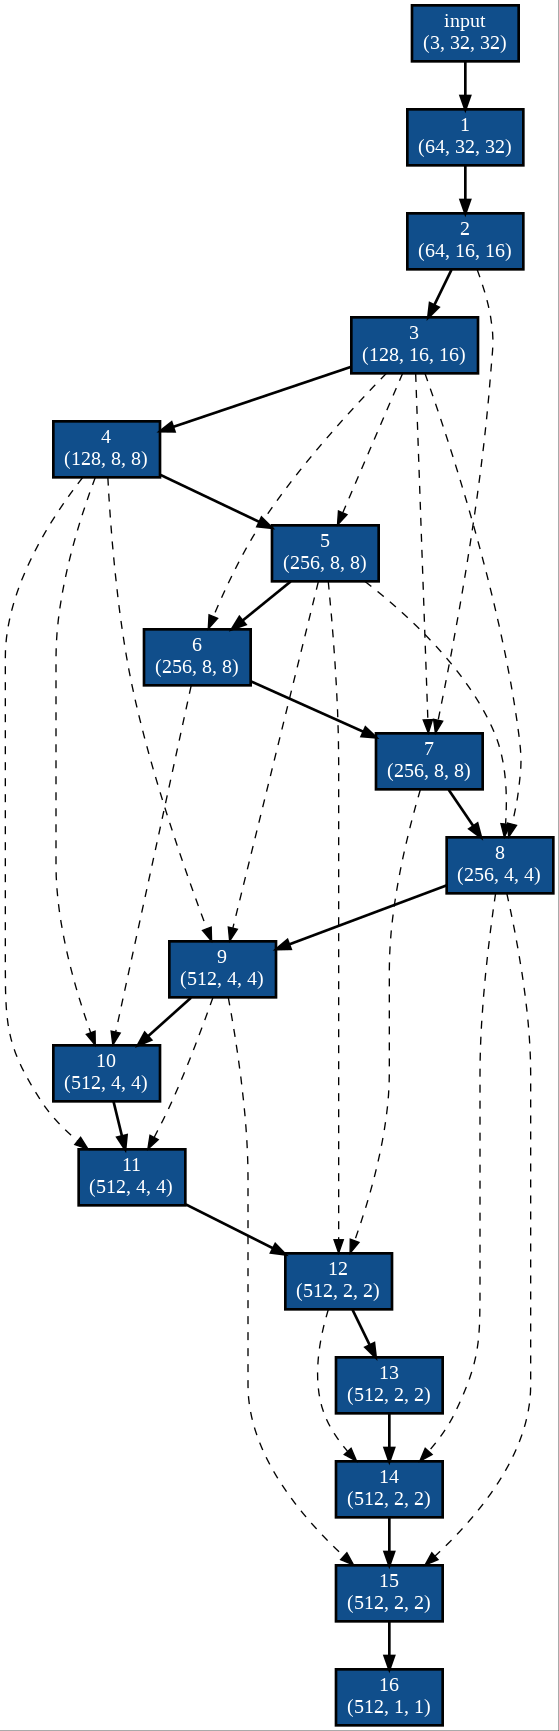 input
(3, 32, 32)
1
(64, 32, 32)
2
(64, 16, 16)
3
(128, 16, 16)
4
(128, 8, 8)
5
(256, 8, 8)
6
(256, 8, 8)
7
(256, 8, 8)
8
(256, 4, 4)
9
(512, 4, 4)
10
(512, 4, 4)
11
(512, 4, 4)
12
(512, 2, 2)
13
(512, 2, 2)
14
(512, 2, 2)
15
(512, 2, 2)
16
(512, 1, 1)